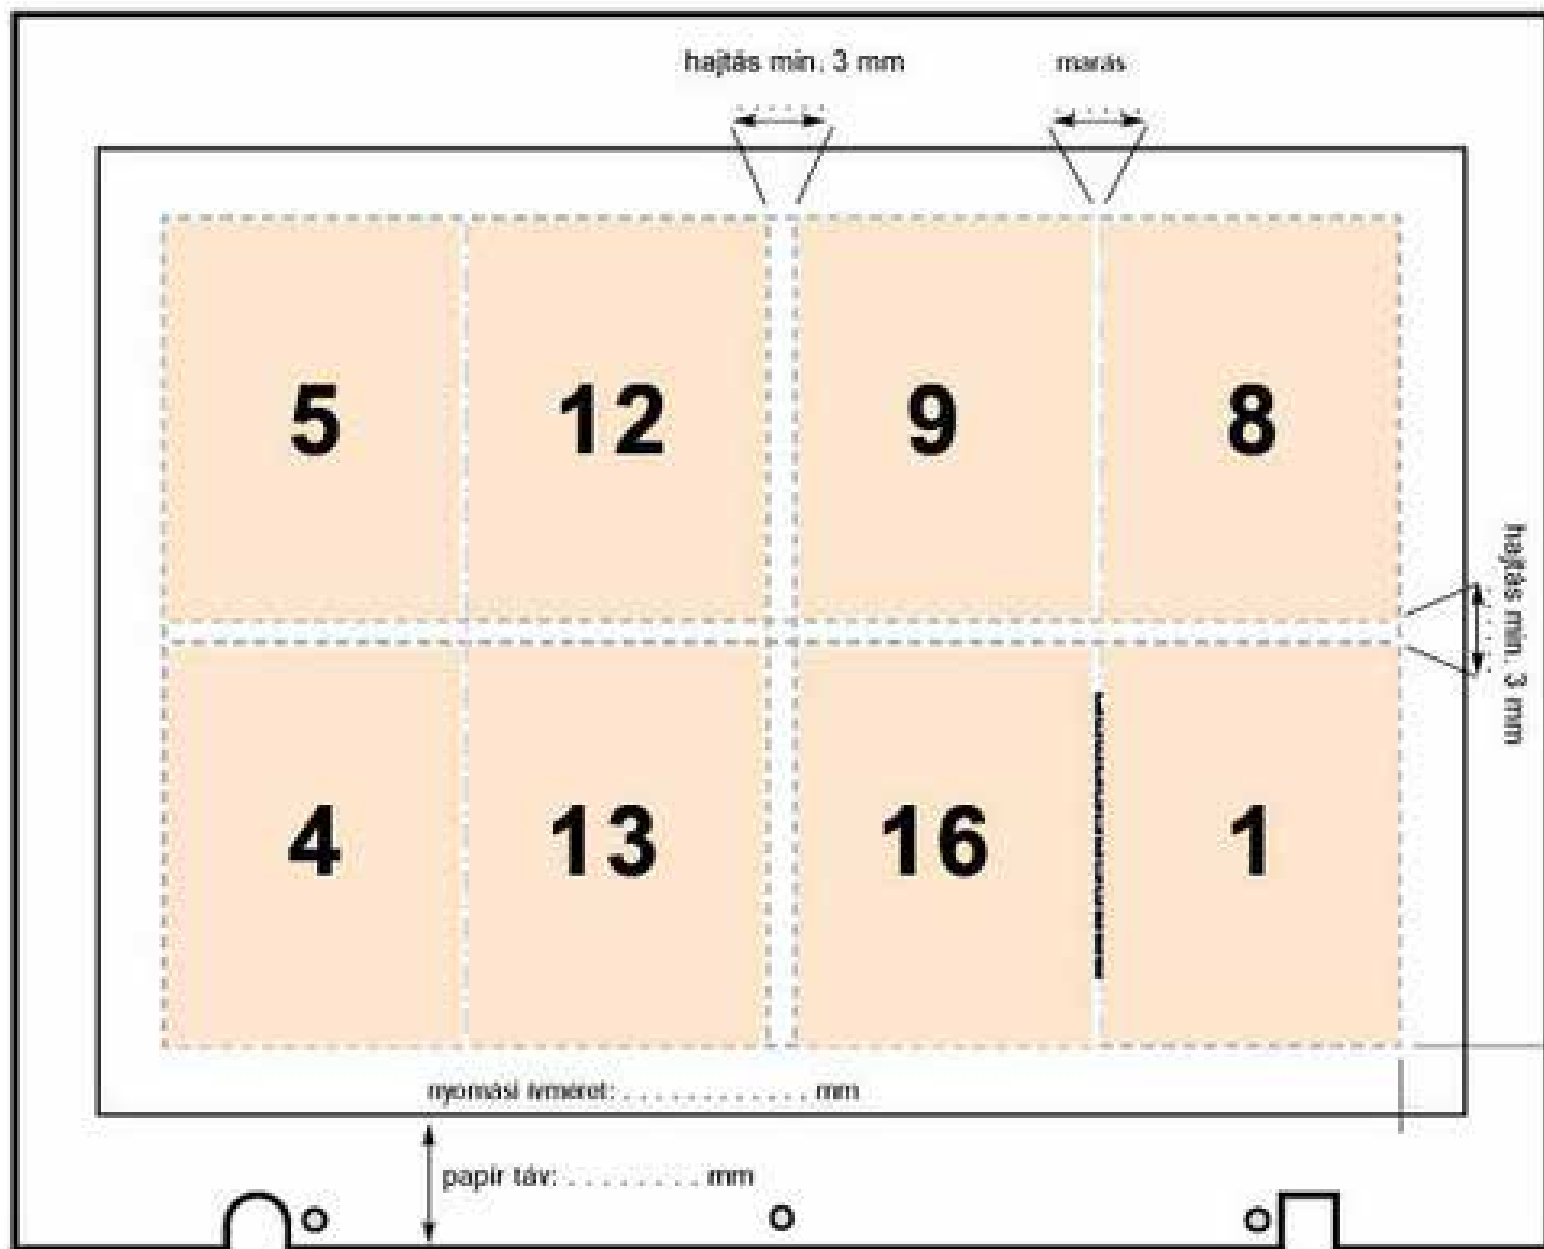 hajtás min. 3 mm
marás
5 12 9 8
hajtás min. 3 mm
4 13 16 1
nyomási ívméret: . . . . . . . . . . . . mm
papír táv: . . . . . . . . mm